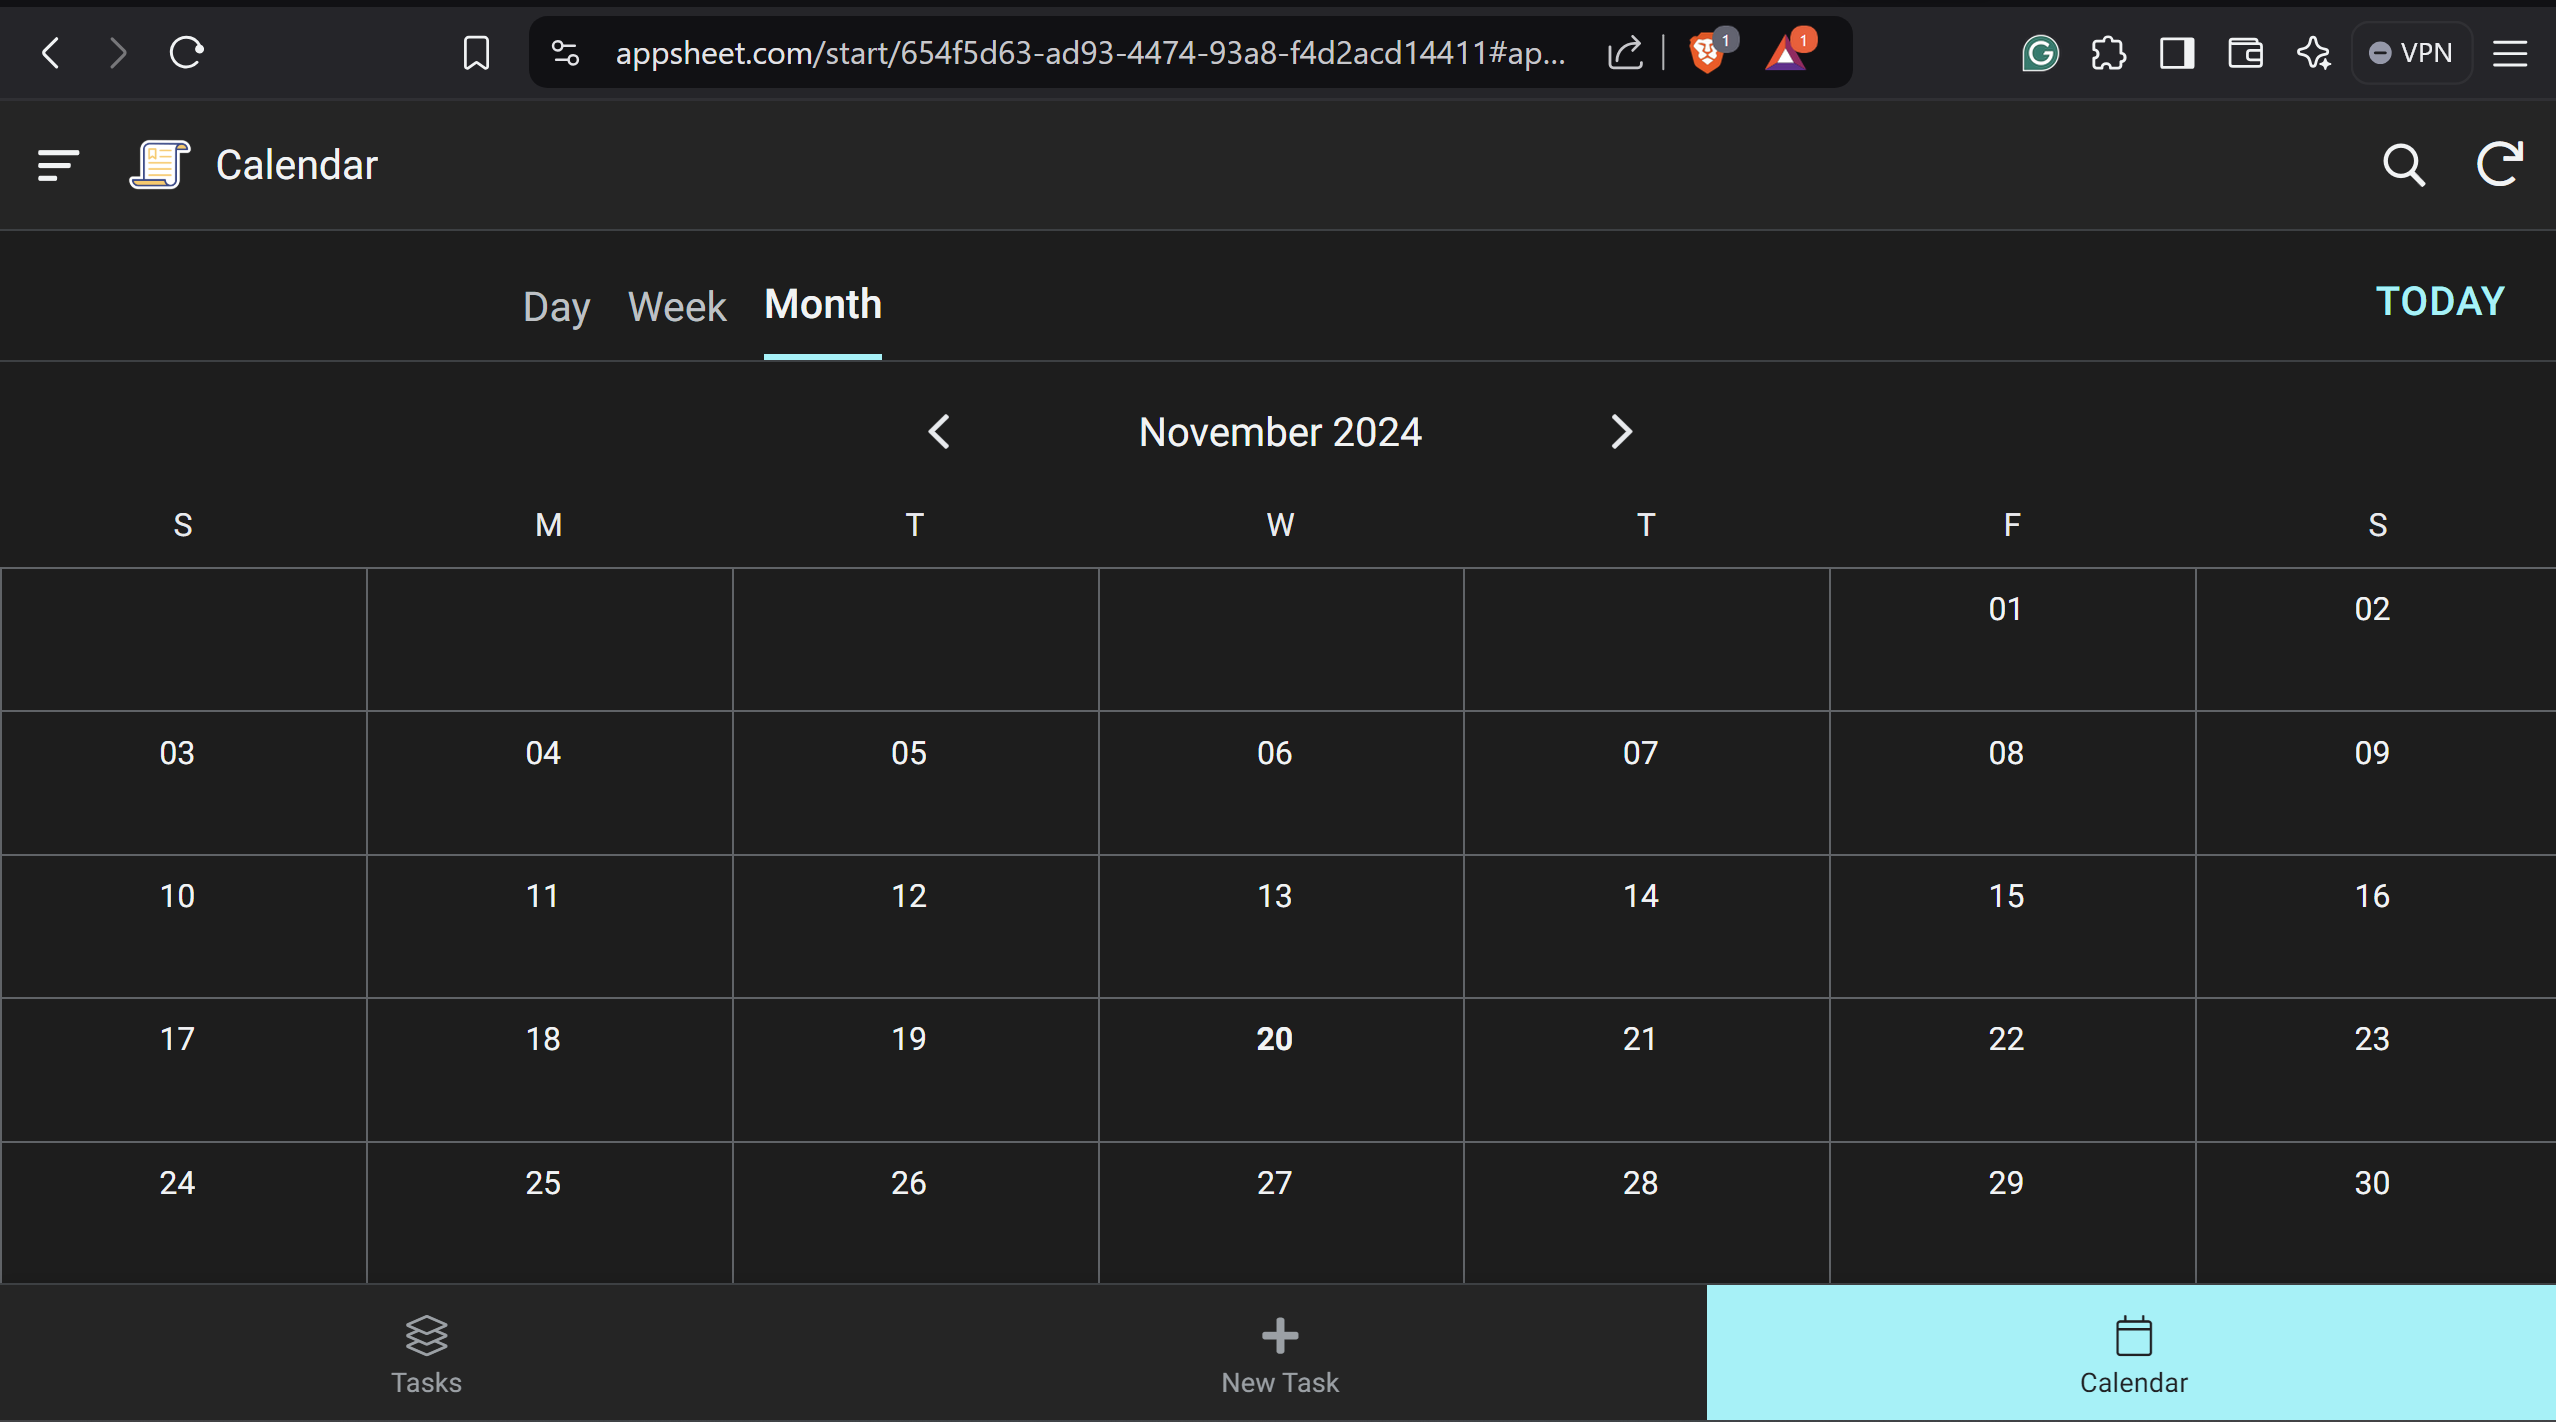 appsheet.com/start/654f5d63-ad93-4474-93a8-f4d2acd14411#ap...
1
1
VPN
Calendar
Day Week Month
TODAY
November 2024
S M T W T F S
01 02
03 04 05 06 07 08 09
10 11 12 13 14 15 16
17 18 19 20 21 22 23
24 25 26 27 28 29 30
Tasks
New Task
Calendar